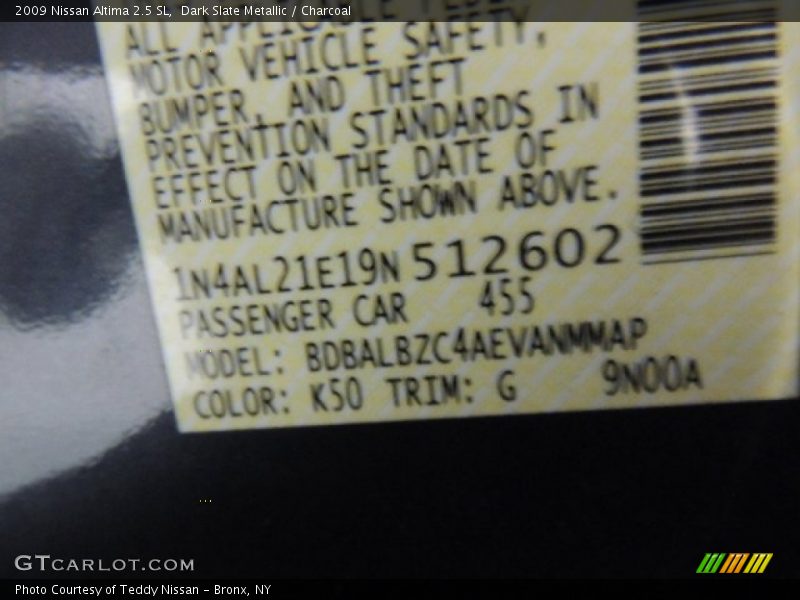 2009 Nissan Altima 2.5 SL, Dark Slate Metallic / Charcoal
ALL APPLICABLE
MOTOR VEHICLE SAFETY,
BUMPER, AND THEFT
PREVENTION STANDARDS IN
EFFECT ON THE DATE OF
MANUFACTURE SHOWN ABOVE.
1N4AL21E19N512602
PASSENGER CAR 455
MODEL: BDBALBZC4AEVANMMAP
COLOR: K50 TRIM: G 9N00A
GTCARLOT.COM
Photo Courtesy of Teddy Nissan - Bronx, NY